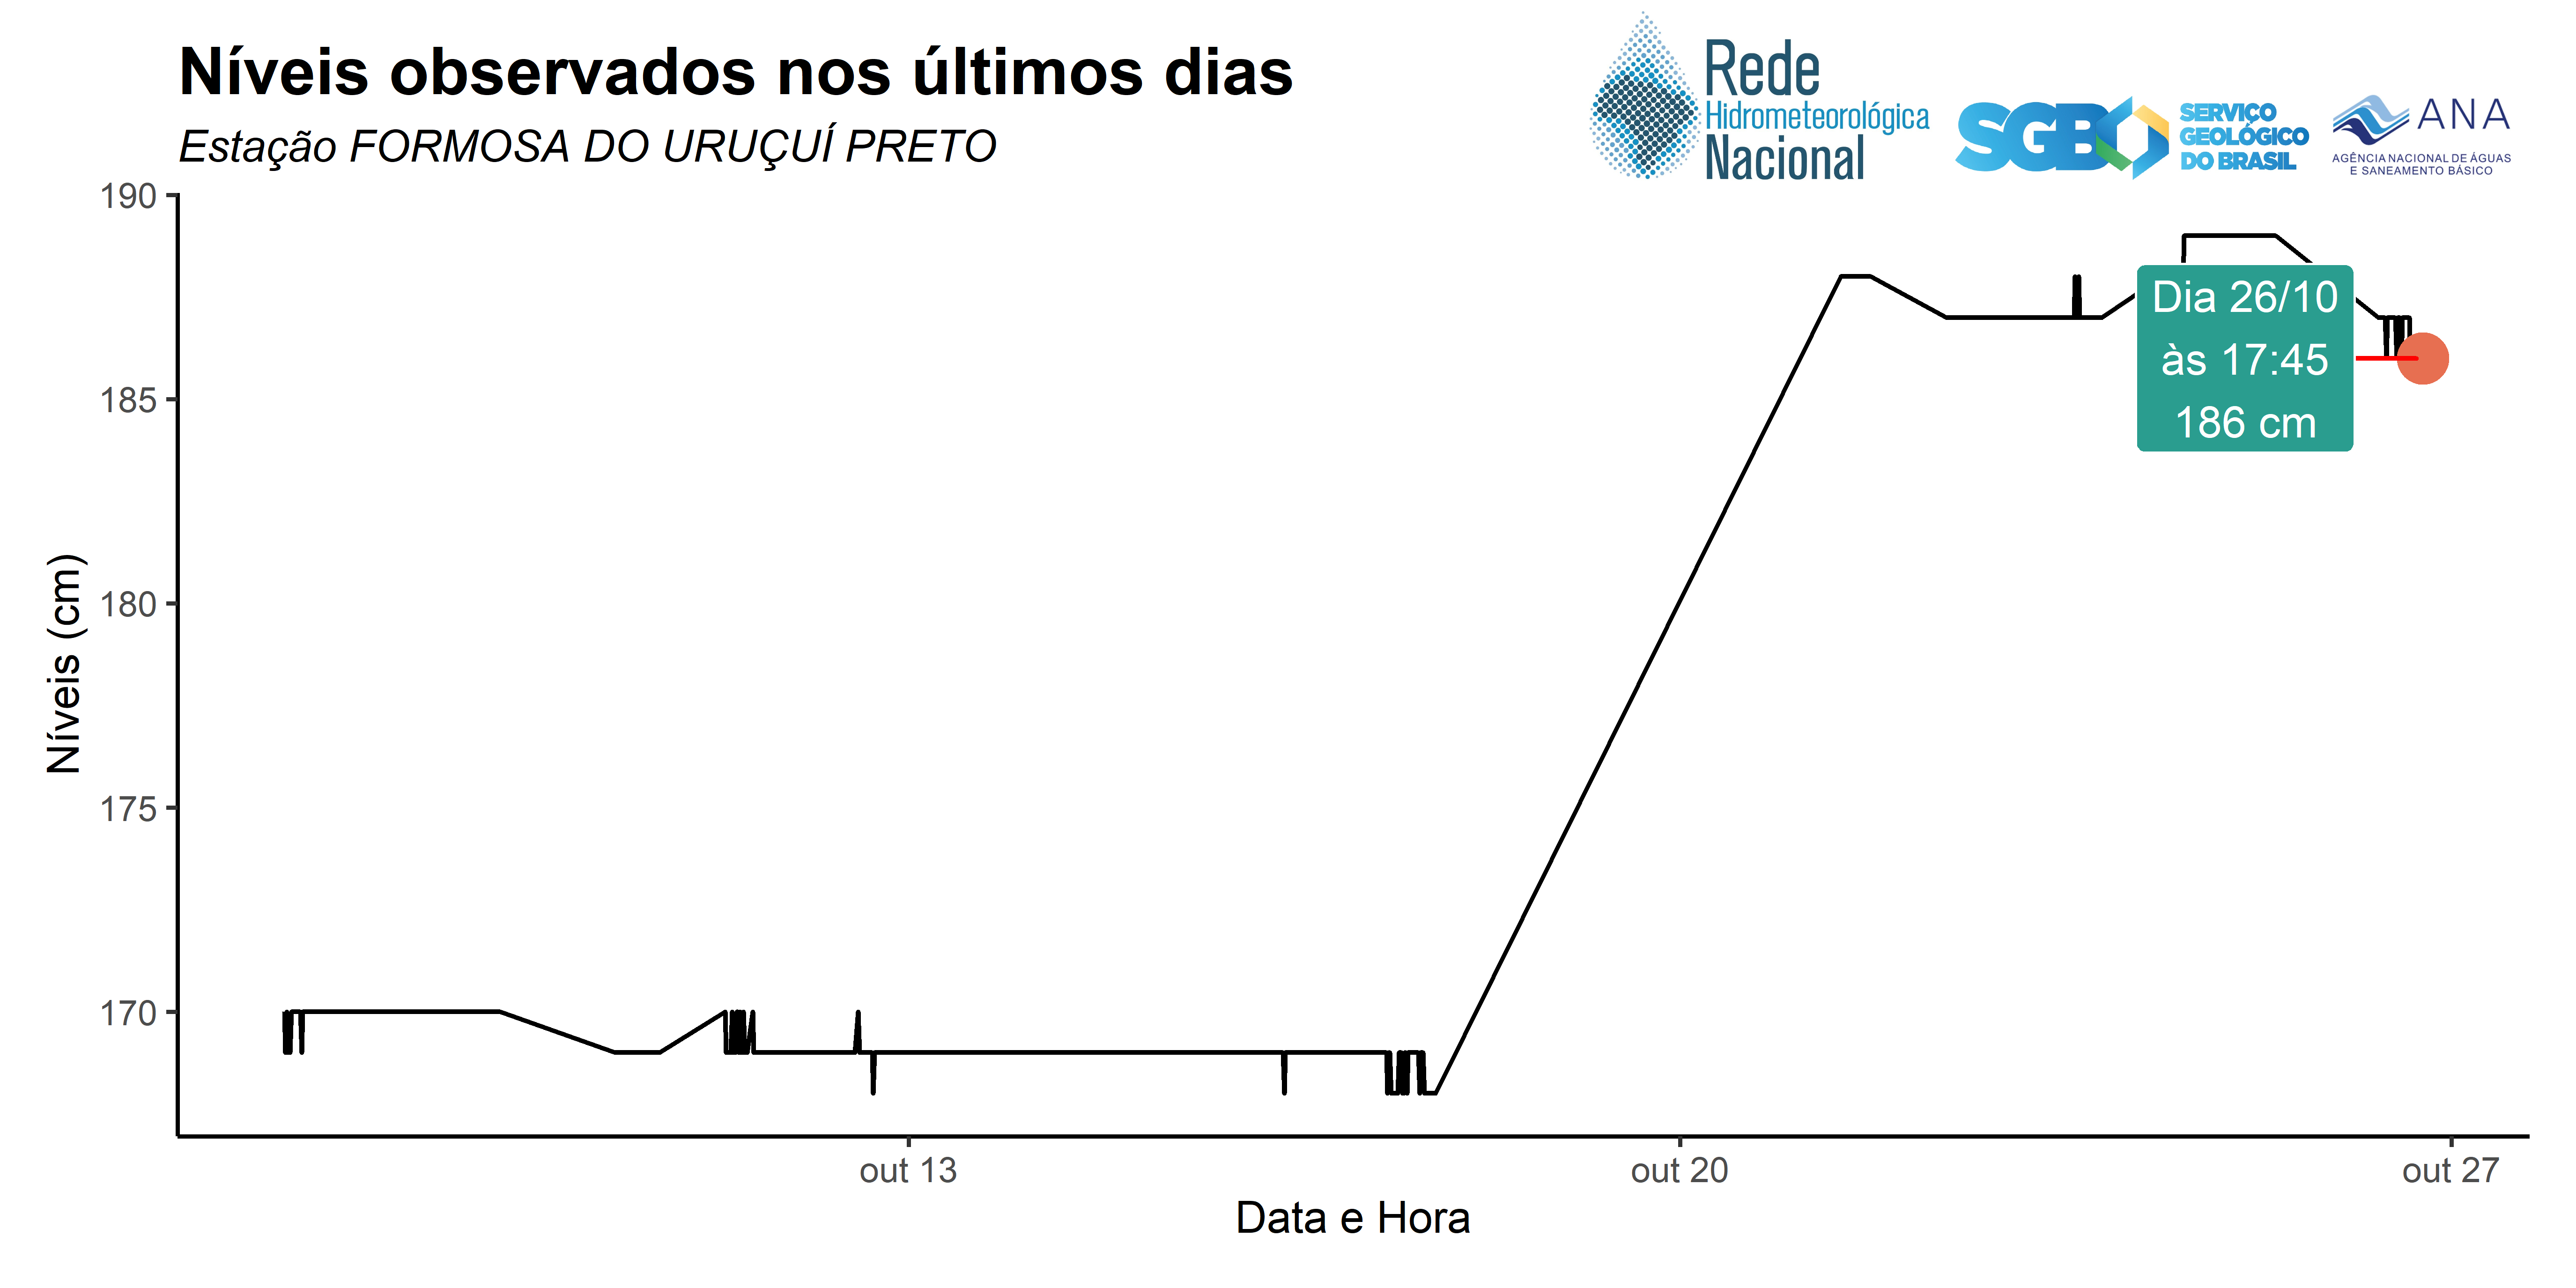 Níveis observados nos últimos dias
Estação FORMOSA DO URUÇUÍ PRETO
Rede
Hidrometeorológica
Nacional
SGB
SERVIÇO
GEOLÓGICO
DO BRASIL
ANA
AGÊNCIA NACIONAL DE ÁGUAS
E SANEAMENTO BÁSICO
190
185
180
175
170
Níveis (cm)
Dia 26/10
às 17:45
186 cm
out 13
out 20
out 27
Data e Hora